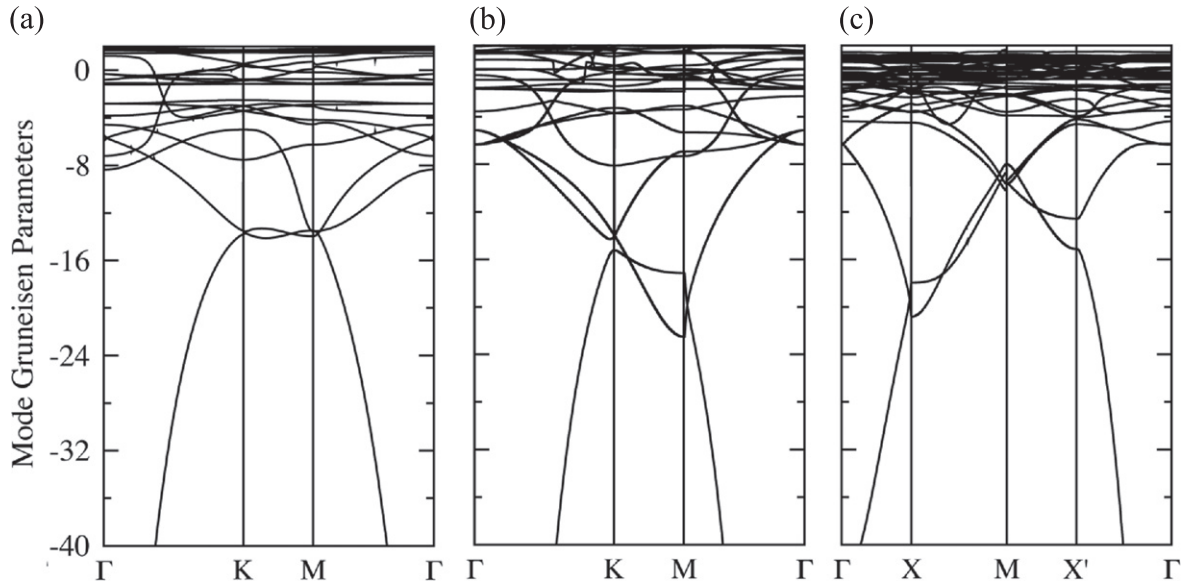 (a) (b) (c)
Mode Gruneisen Parameters
0
-8
-16
-24
-32
-40
Γ K M Γ Γ K M Γ Γ X M X' Γ